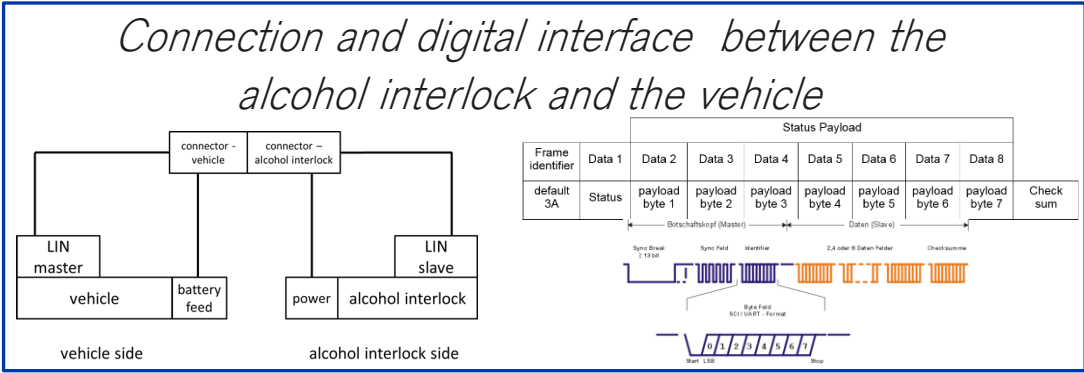 Connection and digital interface between the
alcohol interlock and the vehicle
connector -
vehicle
connector –
alcohol interlock
LIN
master
LIN
slave
vehicle
battery
feed
power
alcohol interlock
vehicle side
alcohol interlock side
Status Payload
Frame
identifier
Data 1
Data 2
Data 3
Data 4
Data 5
Data 6
Data 7
Data 8
default
3A
Status
payload
byte 1
payload
byte 2
payload
byte 3
payload
byte 4
payload
byte 5
payload
byte 6
payload
byte 7
Check
sum
Botschaftskopf (Master)
Daten (Slave)
Sync Break
≥ 13 bit
Sync Feld
Identifier
2,4 oder 8 Daten Felder
Checksumme
Byte Feld
SCI / UART - Format
0 1 2 3 4 5 6 7
Start LSB
Stop